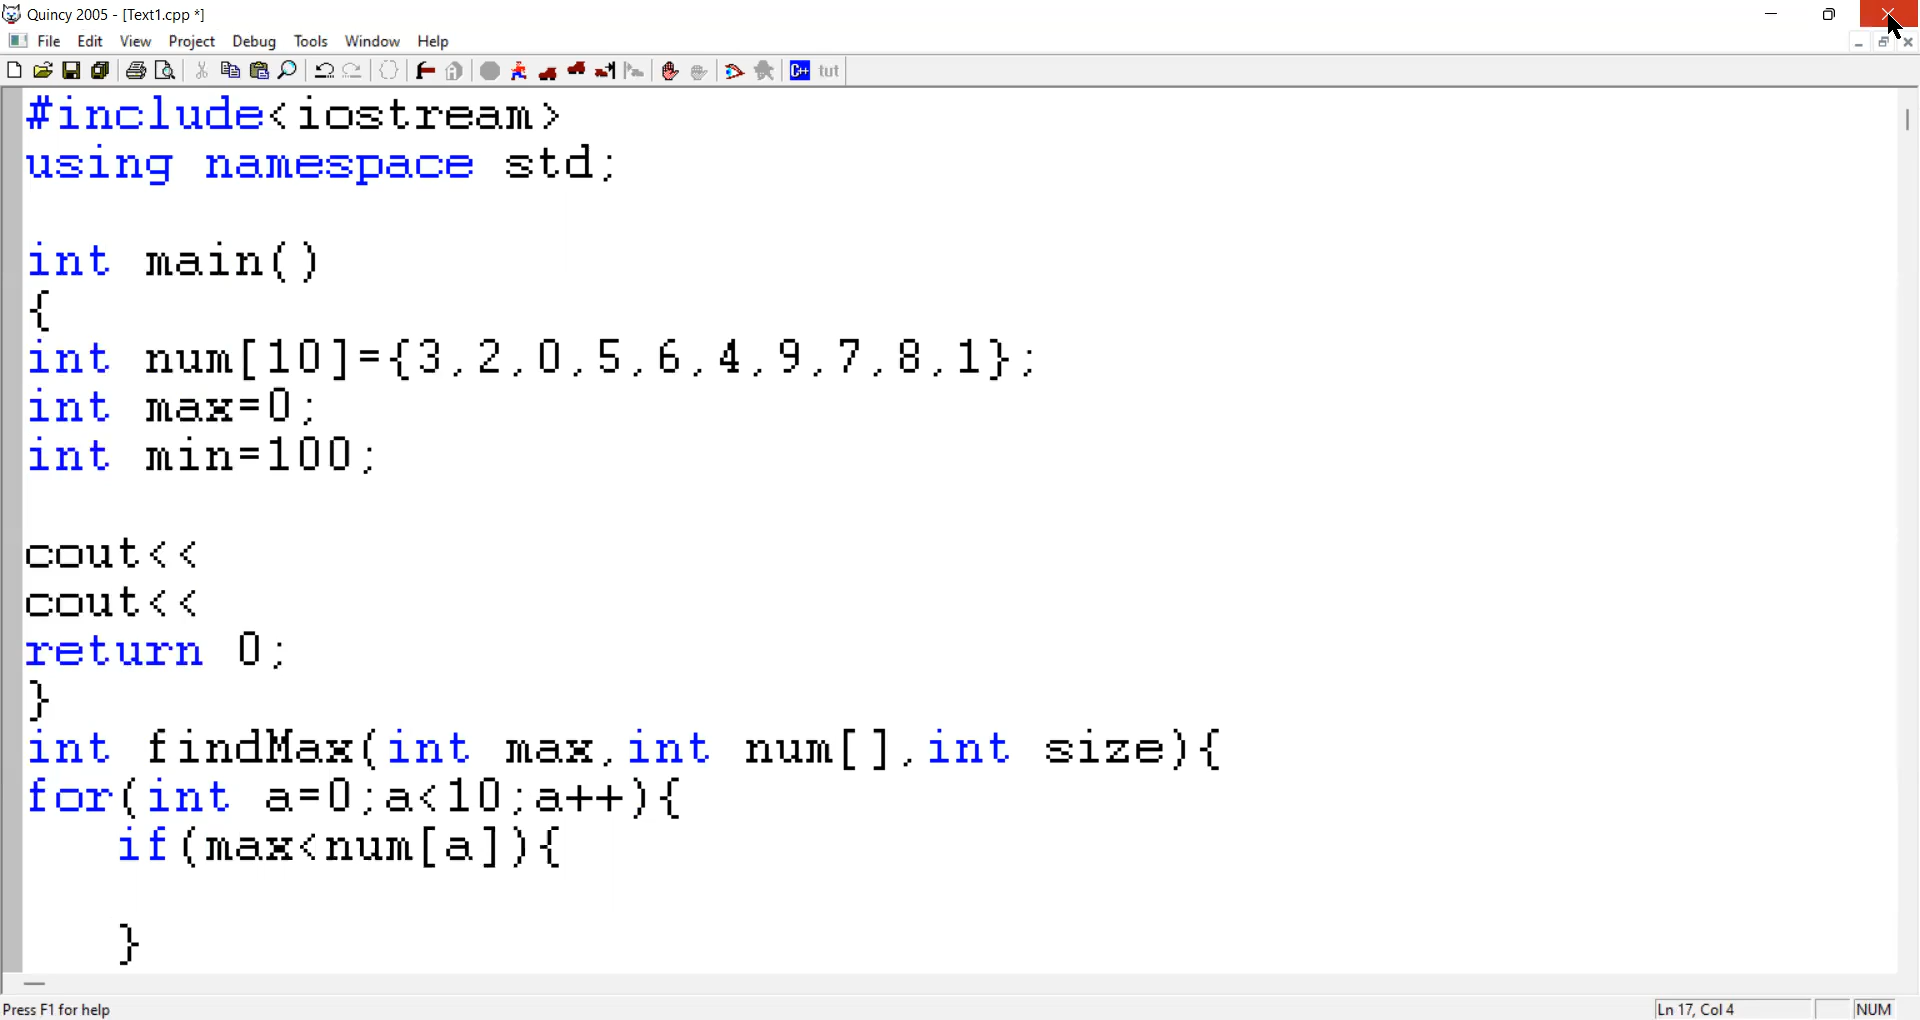 Quincy 2005 - [Text1.cpp *]
File Edit View Project Debug Tools Window Help
C++ tut
#include<iostream>
using namespace std;
int main()
{
int num[10]={3,2,0,5,6,4,9,7,8,1};
int max=0;
int min=100;
cout<<
cout<<
return 0;
}
int findMax(int max,int num[],int size){
for(int a=0;a<10;a++){
if(max<num[a]){
}
Press F1 for help Ln 17, Col 4 NUM